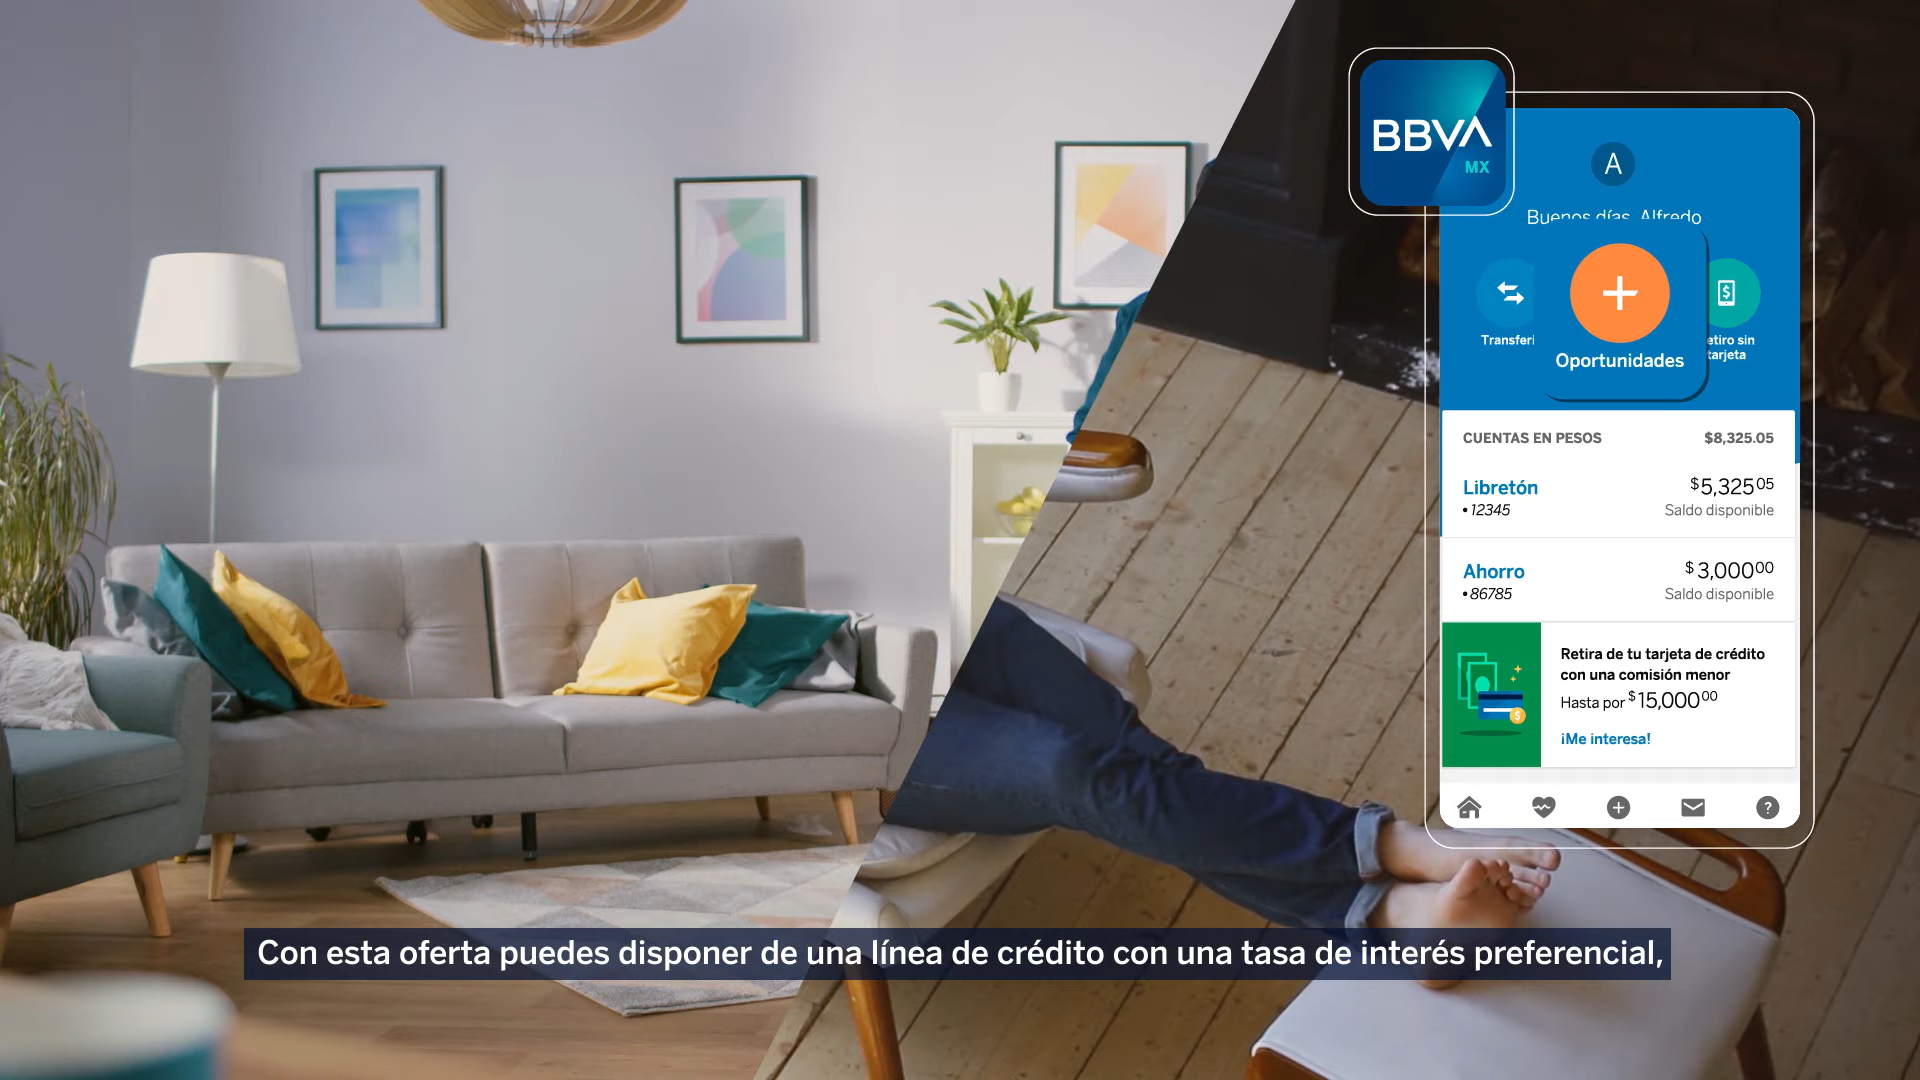 BBVA
MX
A
Buenos días, Alfredo
Transferi
Oportunidades
etiro sin
tarjeta
CUENTAS EN PESOS $8,325.05
Libretón $5,325 05
• 12345 Saldo disponible
Ahorro $3,000 00
• 86785 Saldo disponible
Retira de tu tarjeta de crédito
con una comisión menor
Hasta por $15,000 00
¡Me interesa!
Con esta oferta puedes disponer de una línea de crédito con una tasa de interés preferencial,